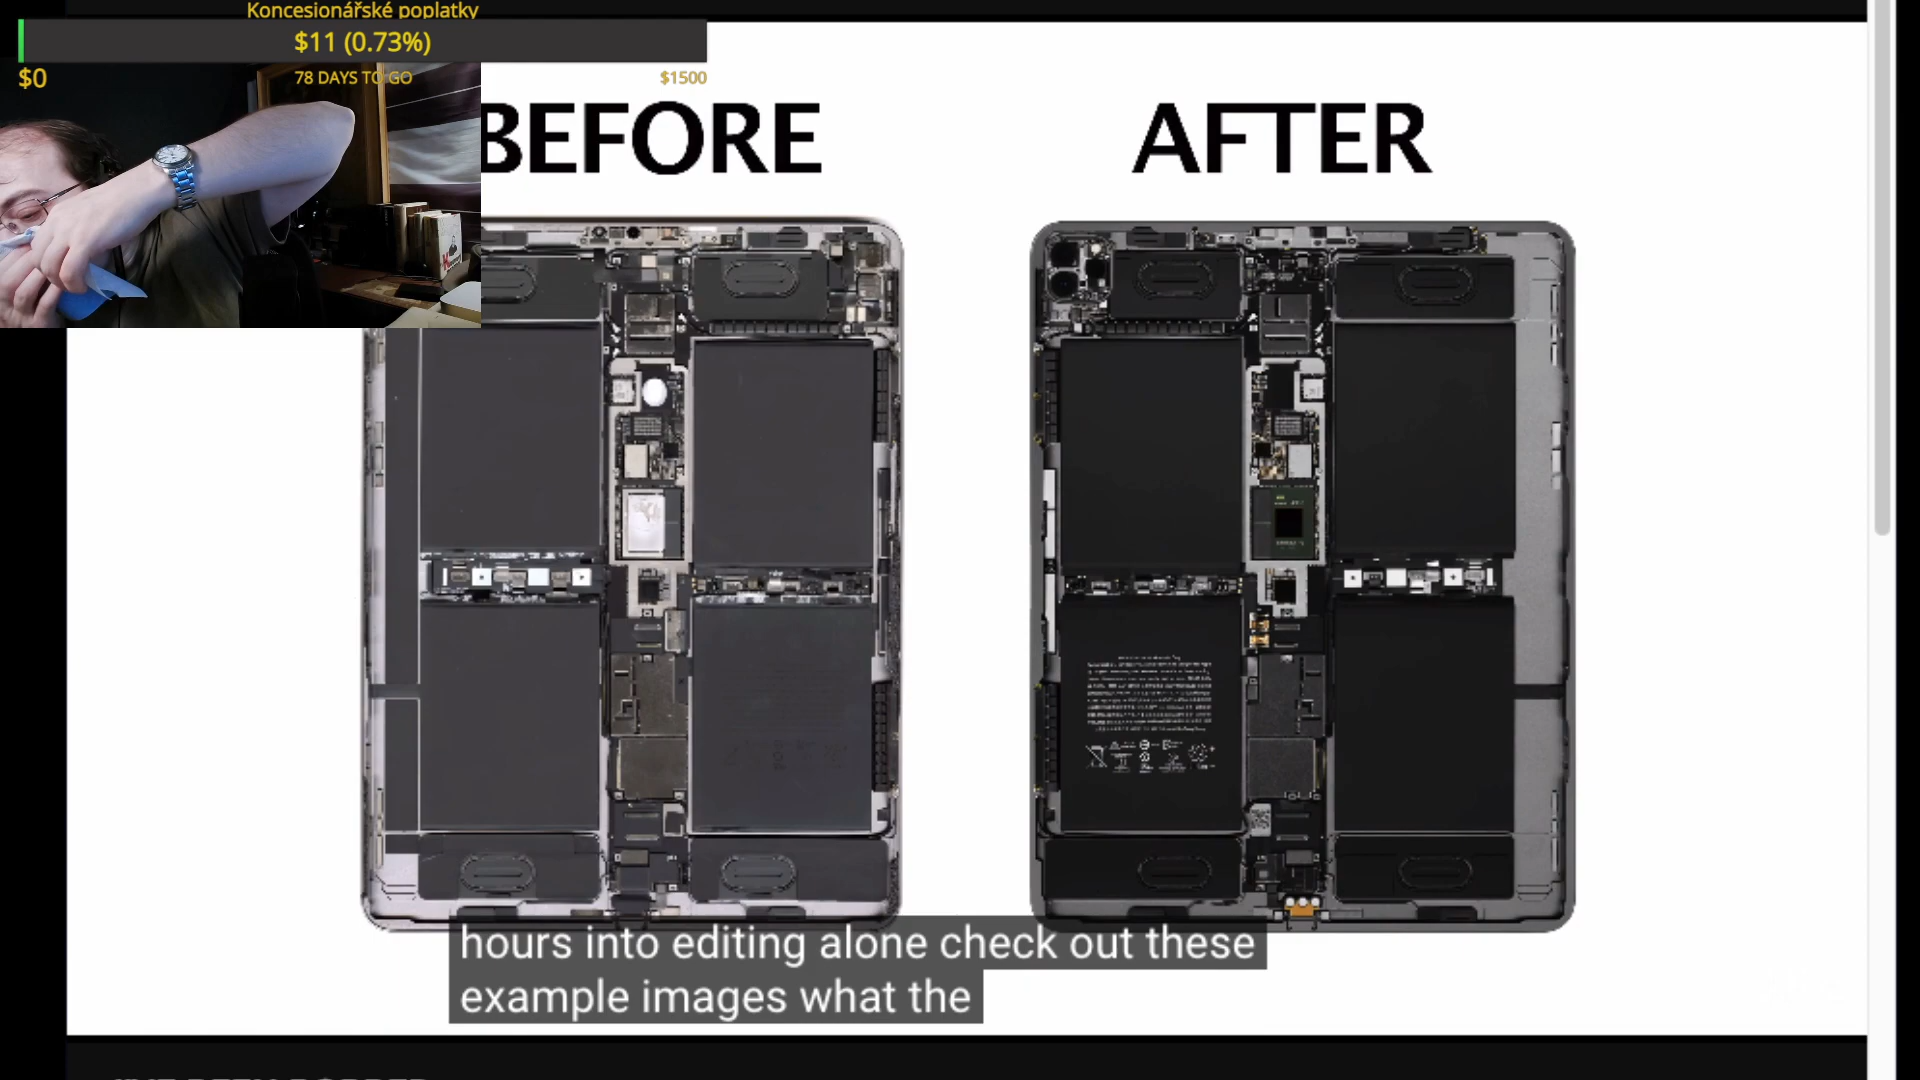 Koncesionářské poplatky
$11 (0.73%)
$0
78 DAYS TO GO
$1500
BEFORE
AFTER
hours into editing alone check out these
example images what the